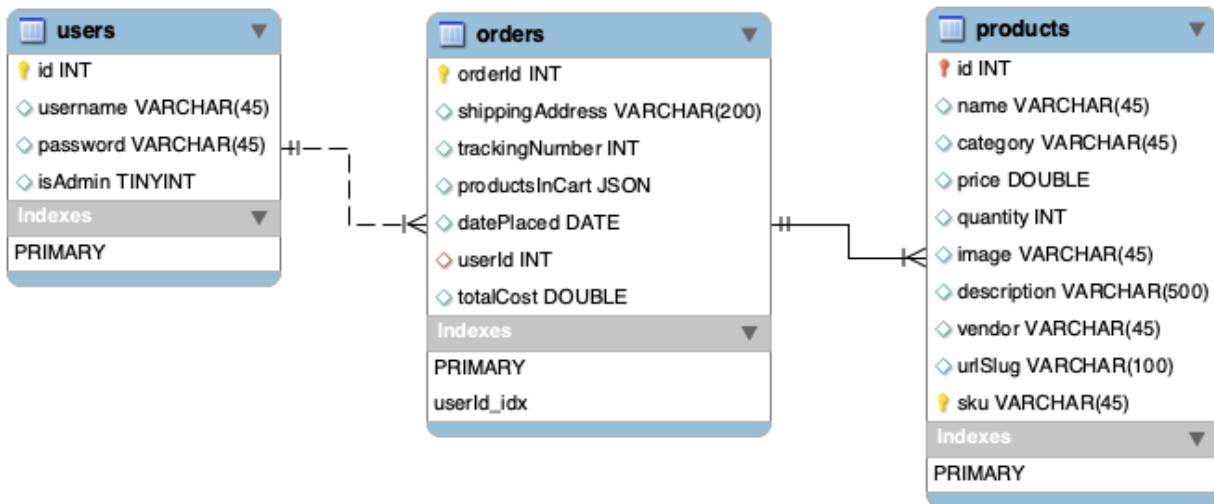 users
id INT
username VARCHAR(45)
password VARCHAR(45)
isAdmin TINYINT
Indexes
PRIMARY
orders
orderId INT
shippingAddress VARCHAR(200)
trackingNumber INT
productsInCart JSON
datePlaced DATE
userId INT
totalCost DOUBLE
Indexes
PRIMARY
userId_idx
products
id INT
name VARCHAR(45)
category VARCHAR(45)
price DOUBLE
quantity INT
image VARCHAR(45)
description VARCHAR(500)
vendor VARCHAR(45)
urlSlug VARCHAR(100)
sku VARCHAR(45)
Indexes
PRIMARY